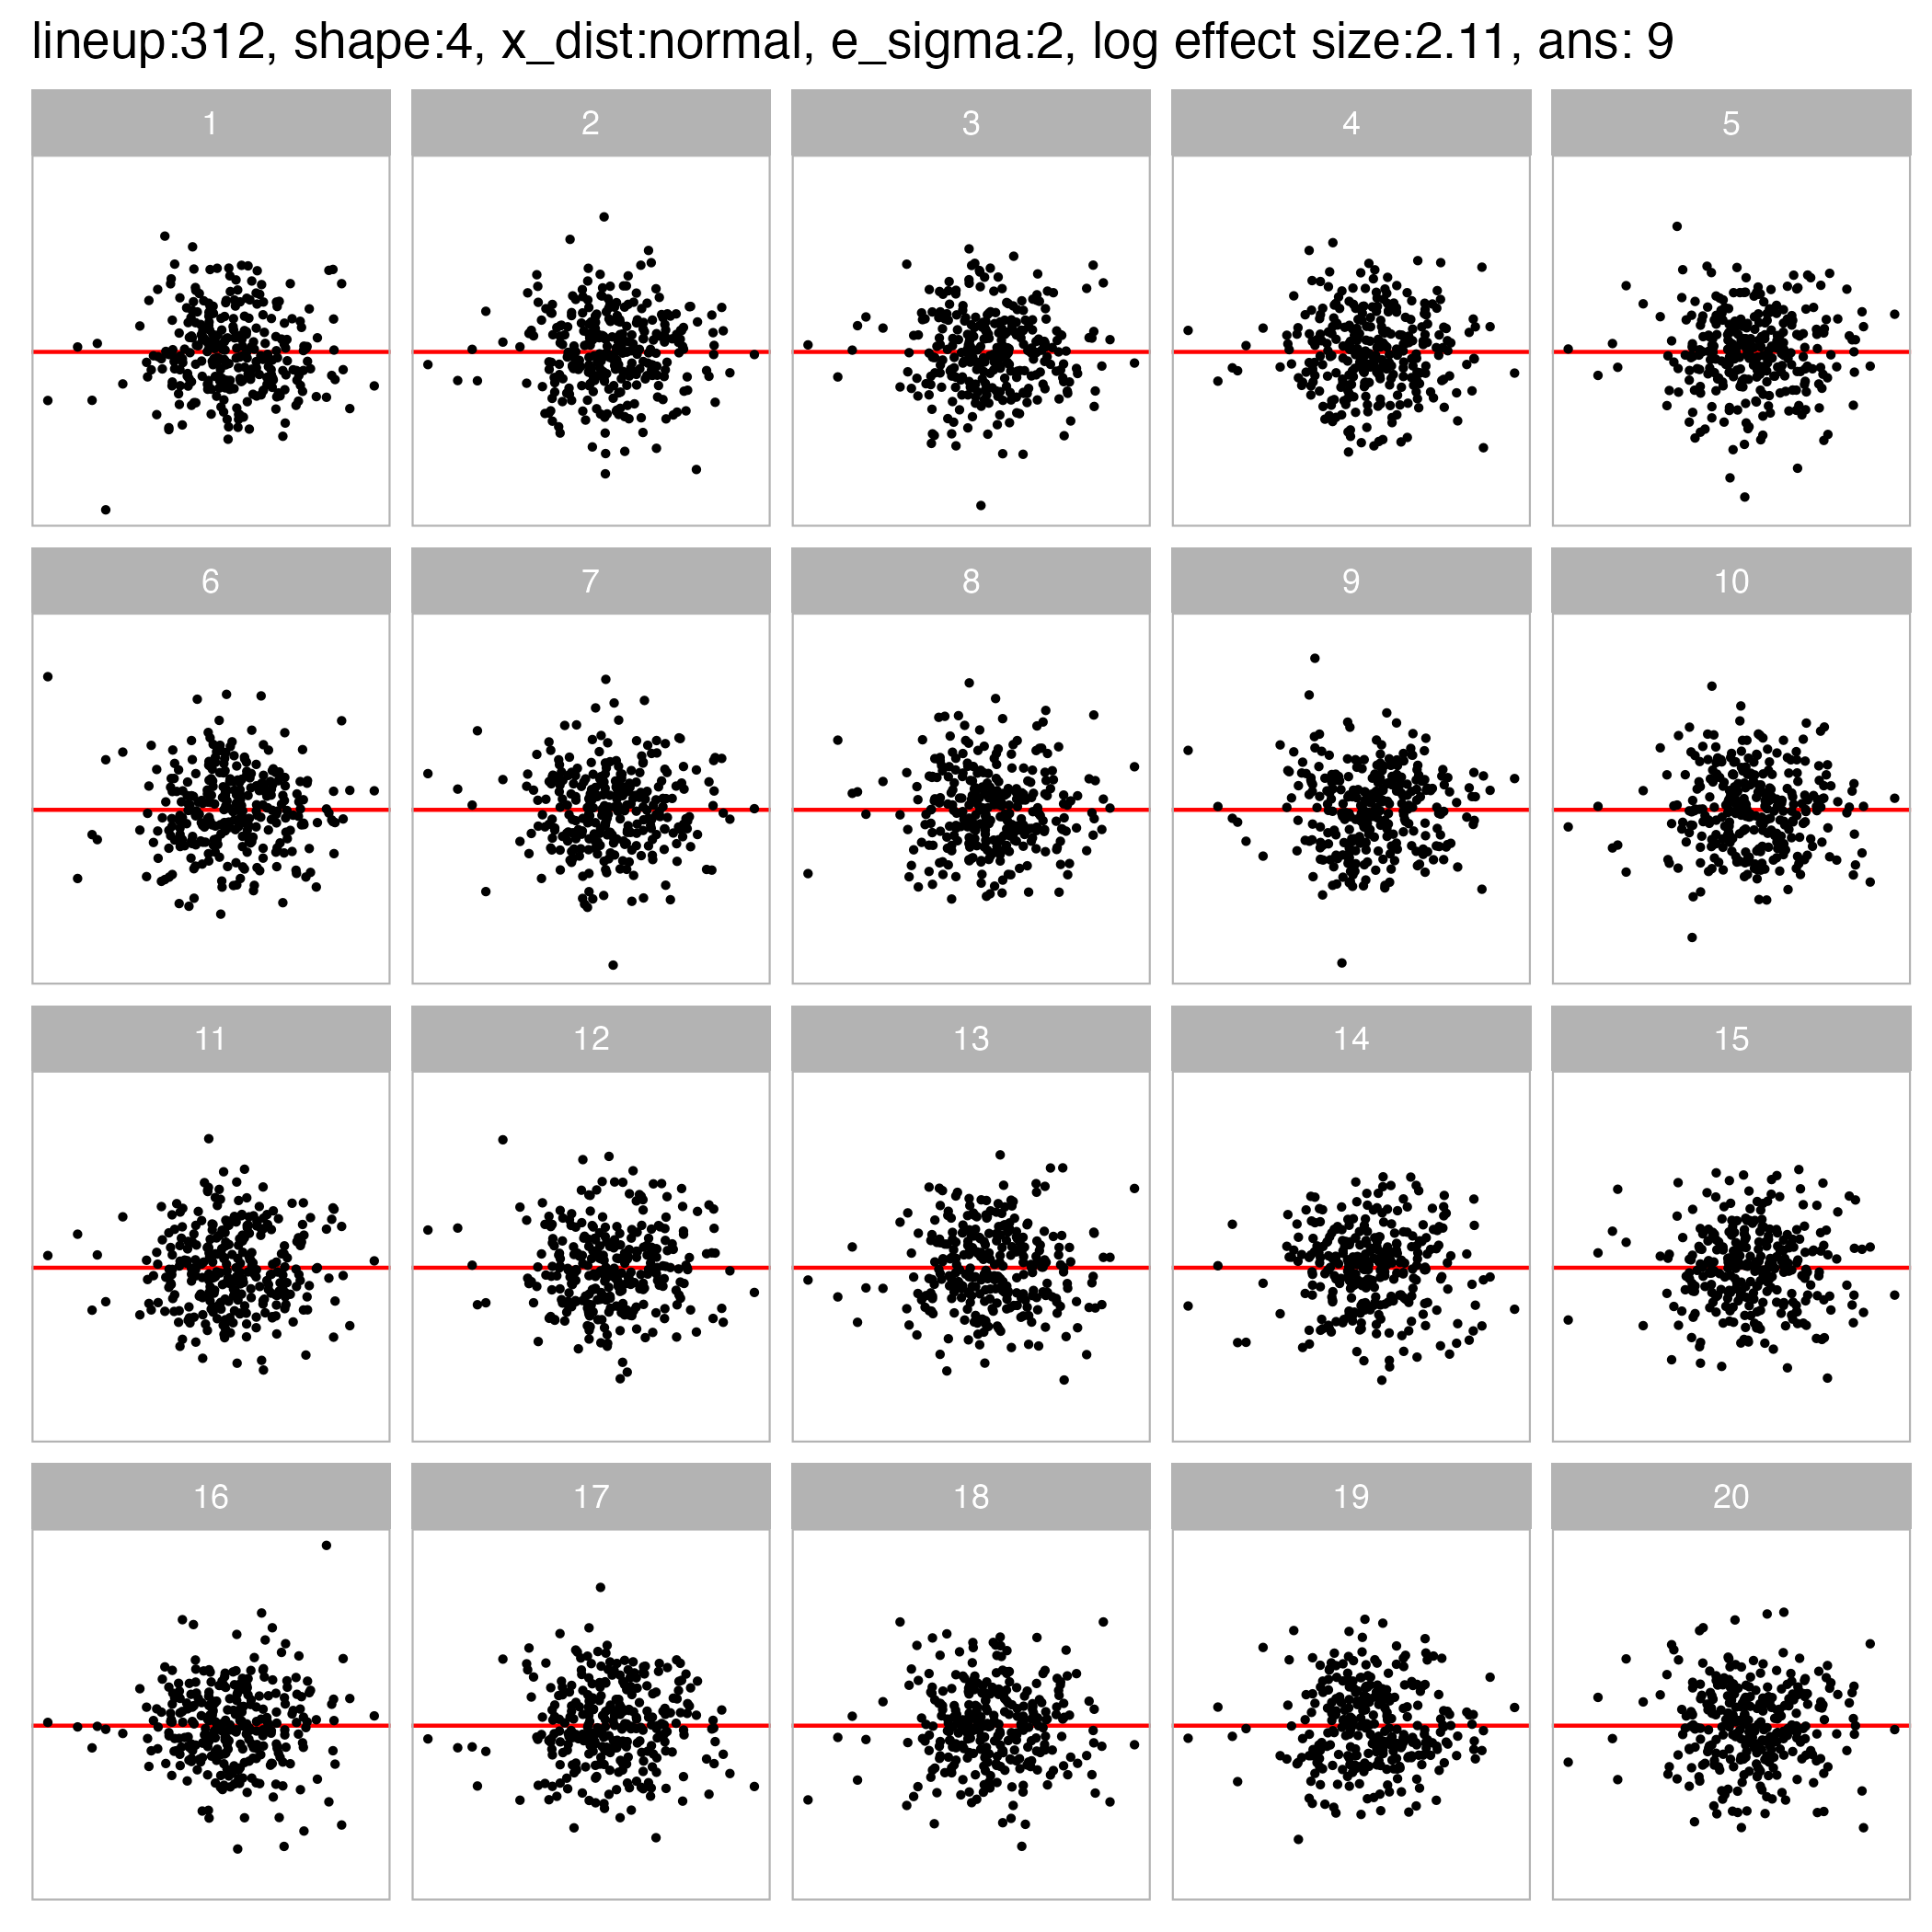 lineup:312, shape:4, x_dist:normal, e_sigma:2, log effect size:2.11, ans: 9
1 2 3 4 5
6 7 8 9 10
11 12 13 14 15
16 17 18 19 20